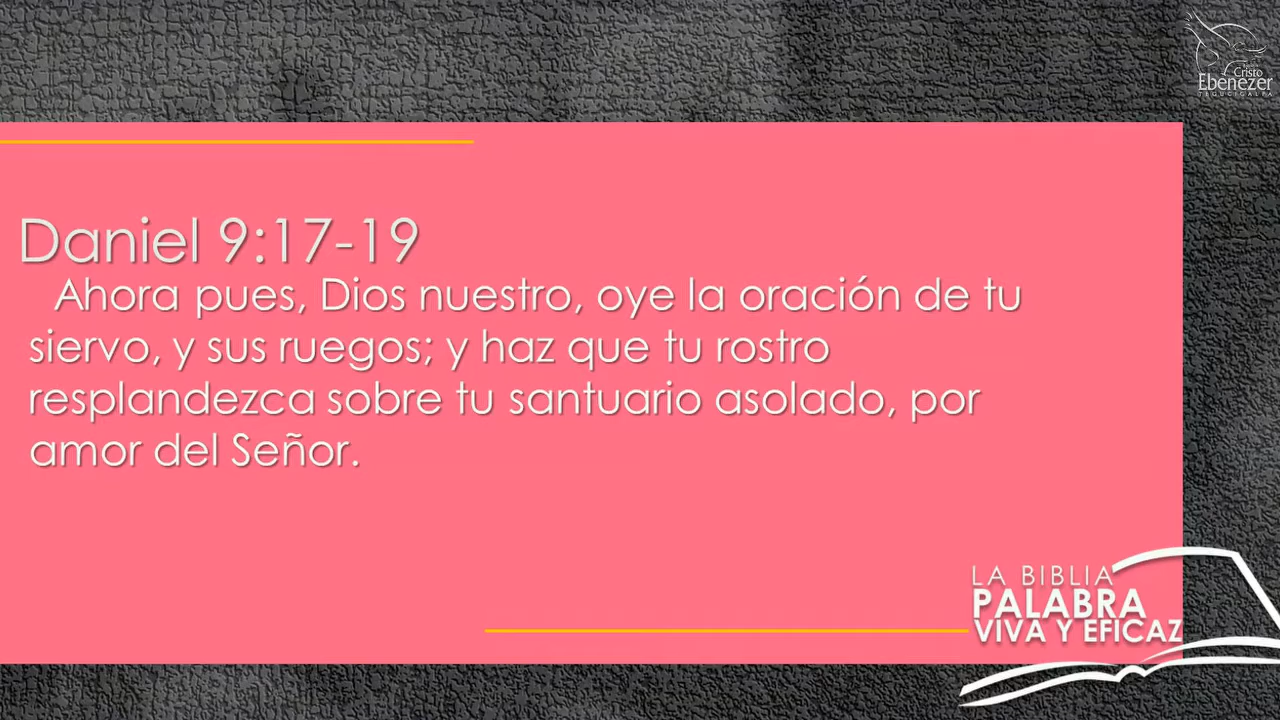 Cristo
Ebenezer
TEGUCIGALPA
Daniel 9:17-19
Ahora pues, Dios nuestro, oye la oración de tu
siervo, y sus ruegos; y haz que tu rostro
resplandezca sobre tu santuario asolado, por
amor del Señor.
LA BIBLIA
PALABRA
VIVA Y EFICAZ